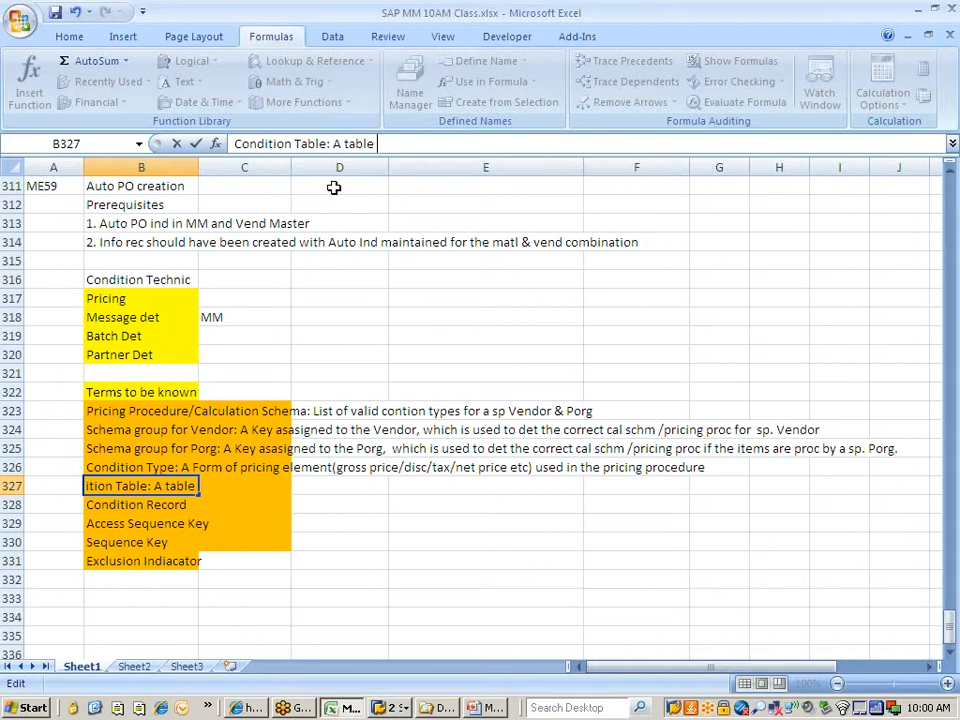 SAP MM 10AM Class.xlsx - Microsoft Excel
Home Insert Page Layout Formulas Data Review View Developer Add-Ins
fx Σ AutoSum Logical Lookup & Reference Define Name Trace Precedents Show Formulas
Recently Used Text Math & Trig Use in Formula Trace Dependents Error Checking
Insert Function Financial Date & Time More Functions Name Manager Create from Selection Remove Arrows Evaluate Formula Watch Window Calculation Options
Function Library Defined Names Formula Auditing Calculation
B327 fx Condition Table: A table
A B C D E F G H I J
311 ME59 Auto PO creation
312 Prerequisites
313 1. Auto PO ind in MM and Vend Master
314 2. Info rec should have been created with Auto Ind maintained for the matl & vend combination
315
316 Condition Technic
317 Pricing
318 Message det MM
319 Batch Det
320 Partner Det
321
322 Terms to be known
323 Pricing Procedure/Calculation Schema: List of valid contion types for a sp Vendor & Porg
324 Schema group for Vendor: A Key asasigned to the Vendor, which is used to det the correct cal schm /pricing proc for sp. Vendor
325 Schema group for Porg: A Key asasigned to the Porg, which is used to det the correct cal schm /pricing proc if the items are proc by a sp. Porg.
326 Condition Type: A Form of pricing element(gross price/disc/tax/net price etc) used in the pricing procedure
327 ition Table: A table
328 Condition Record
329 Access Sequence Key
330 Sequence Key
331 Exclusion Indiacator
332
333
334
335
336
Sheet1 Sheet2 Sheet3
Edit 100%
Start » h... G... M... 2 S D... M... Search Desktop » 10:00 AM